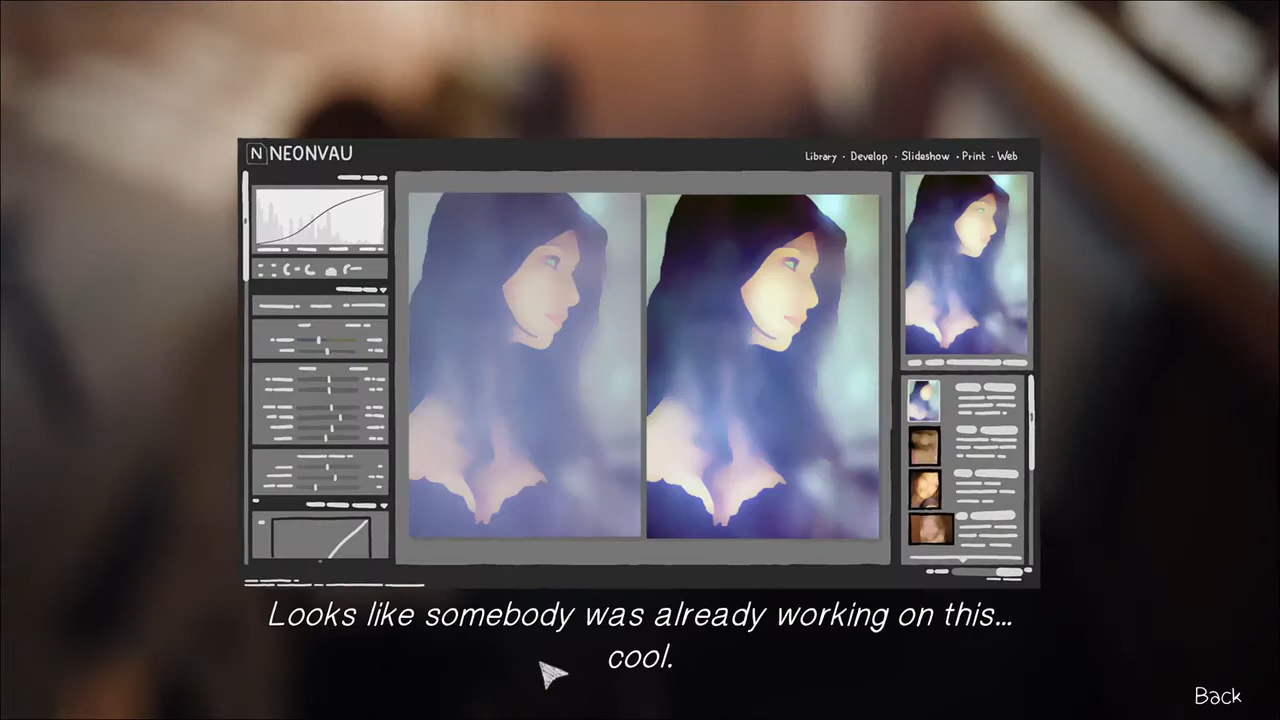 N NEONVAU
Library · Develop · Slideshow · Print · Web
Looks like somebody was already working on this...
cool.
Back